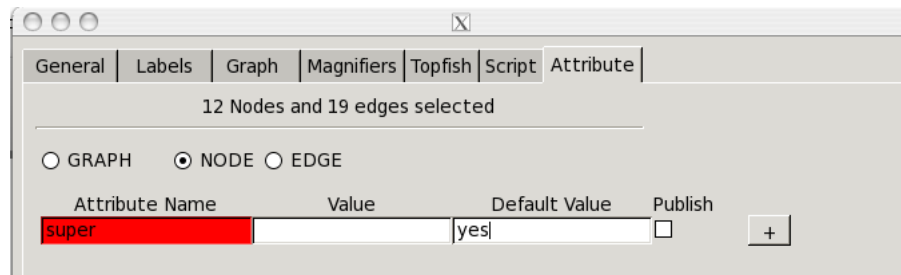 General Labels Graph Magnifiers Topfish Script Attribute
12 Nodes and 19 edges selected
GRAPH NODE EDGE
Attribute Name Value Default Value Publish
super yes +